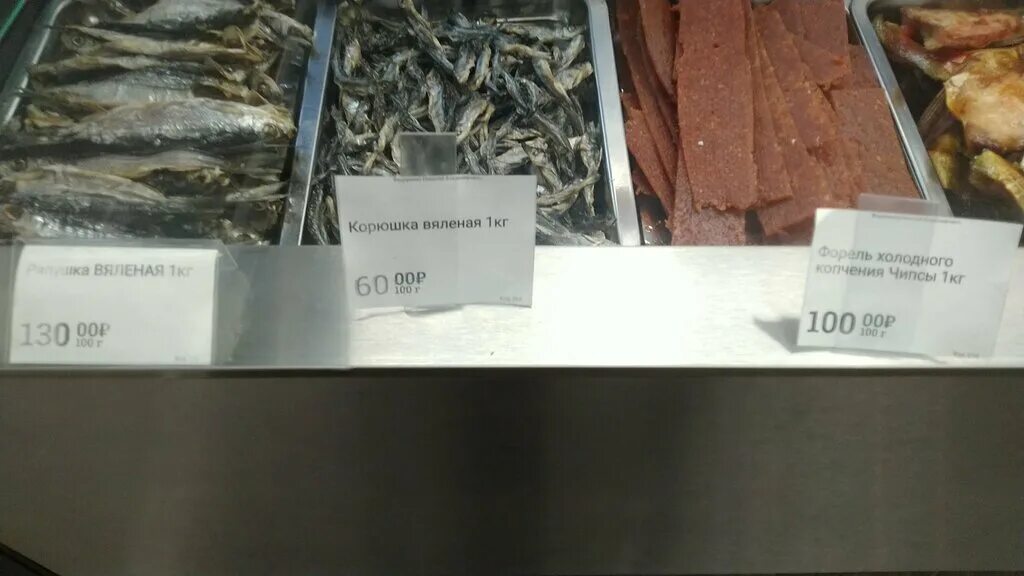 Ряпушка ВЯЛЕНАЯ 1кг
130 00₽
100 г
Корюшка вяленая 1кг
60 00₽
100 г
Форель холодного
копчения Чипсы 1кг
100 00₽
100 г